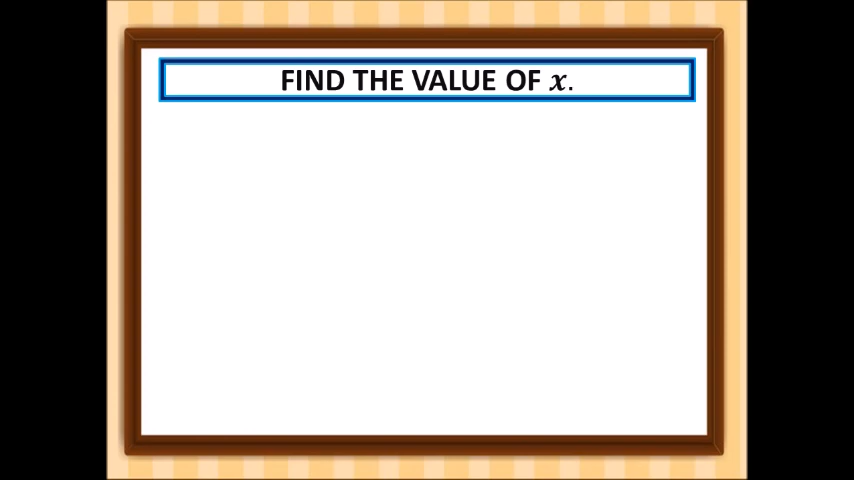 FIND THE VALUE OF x.